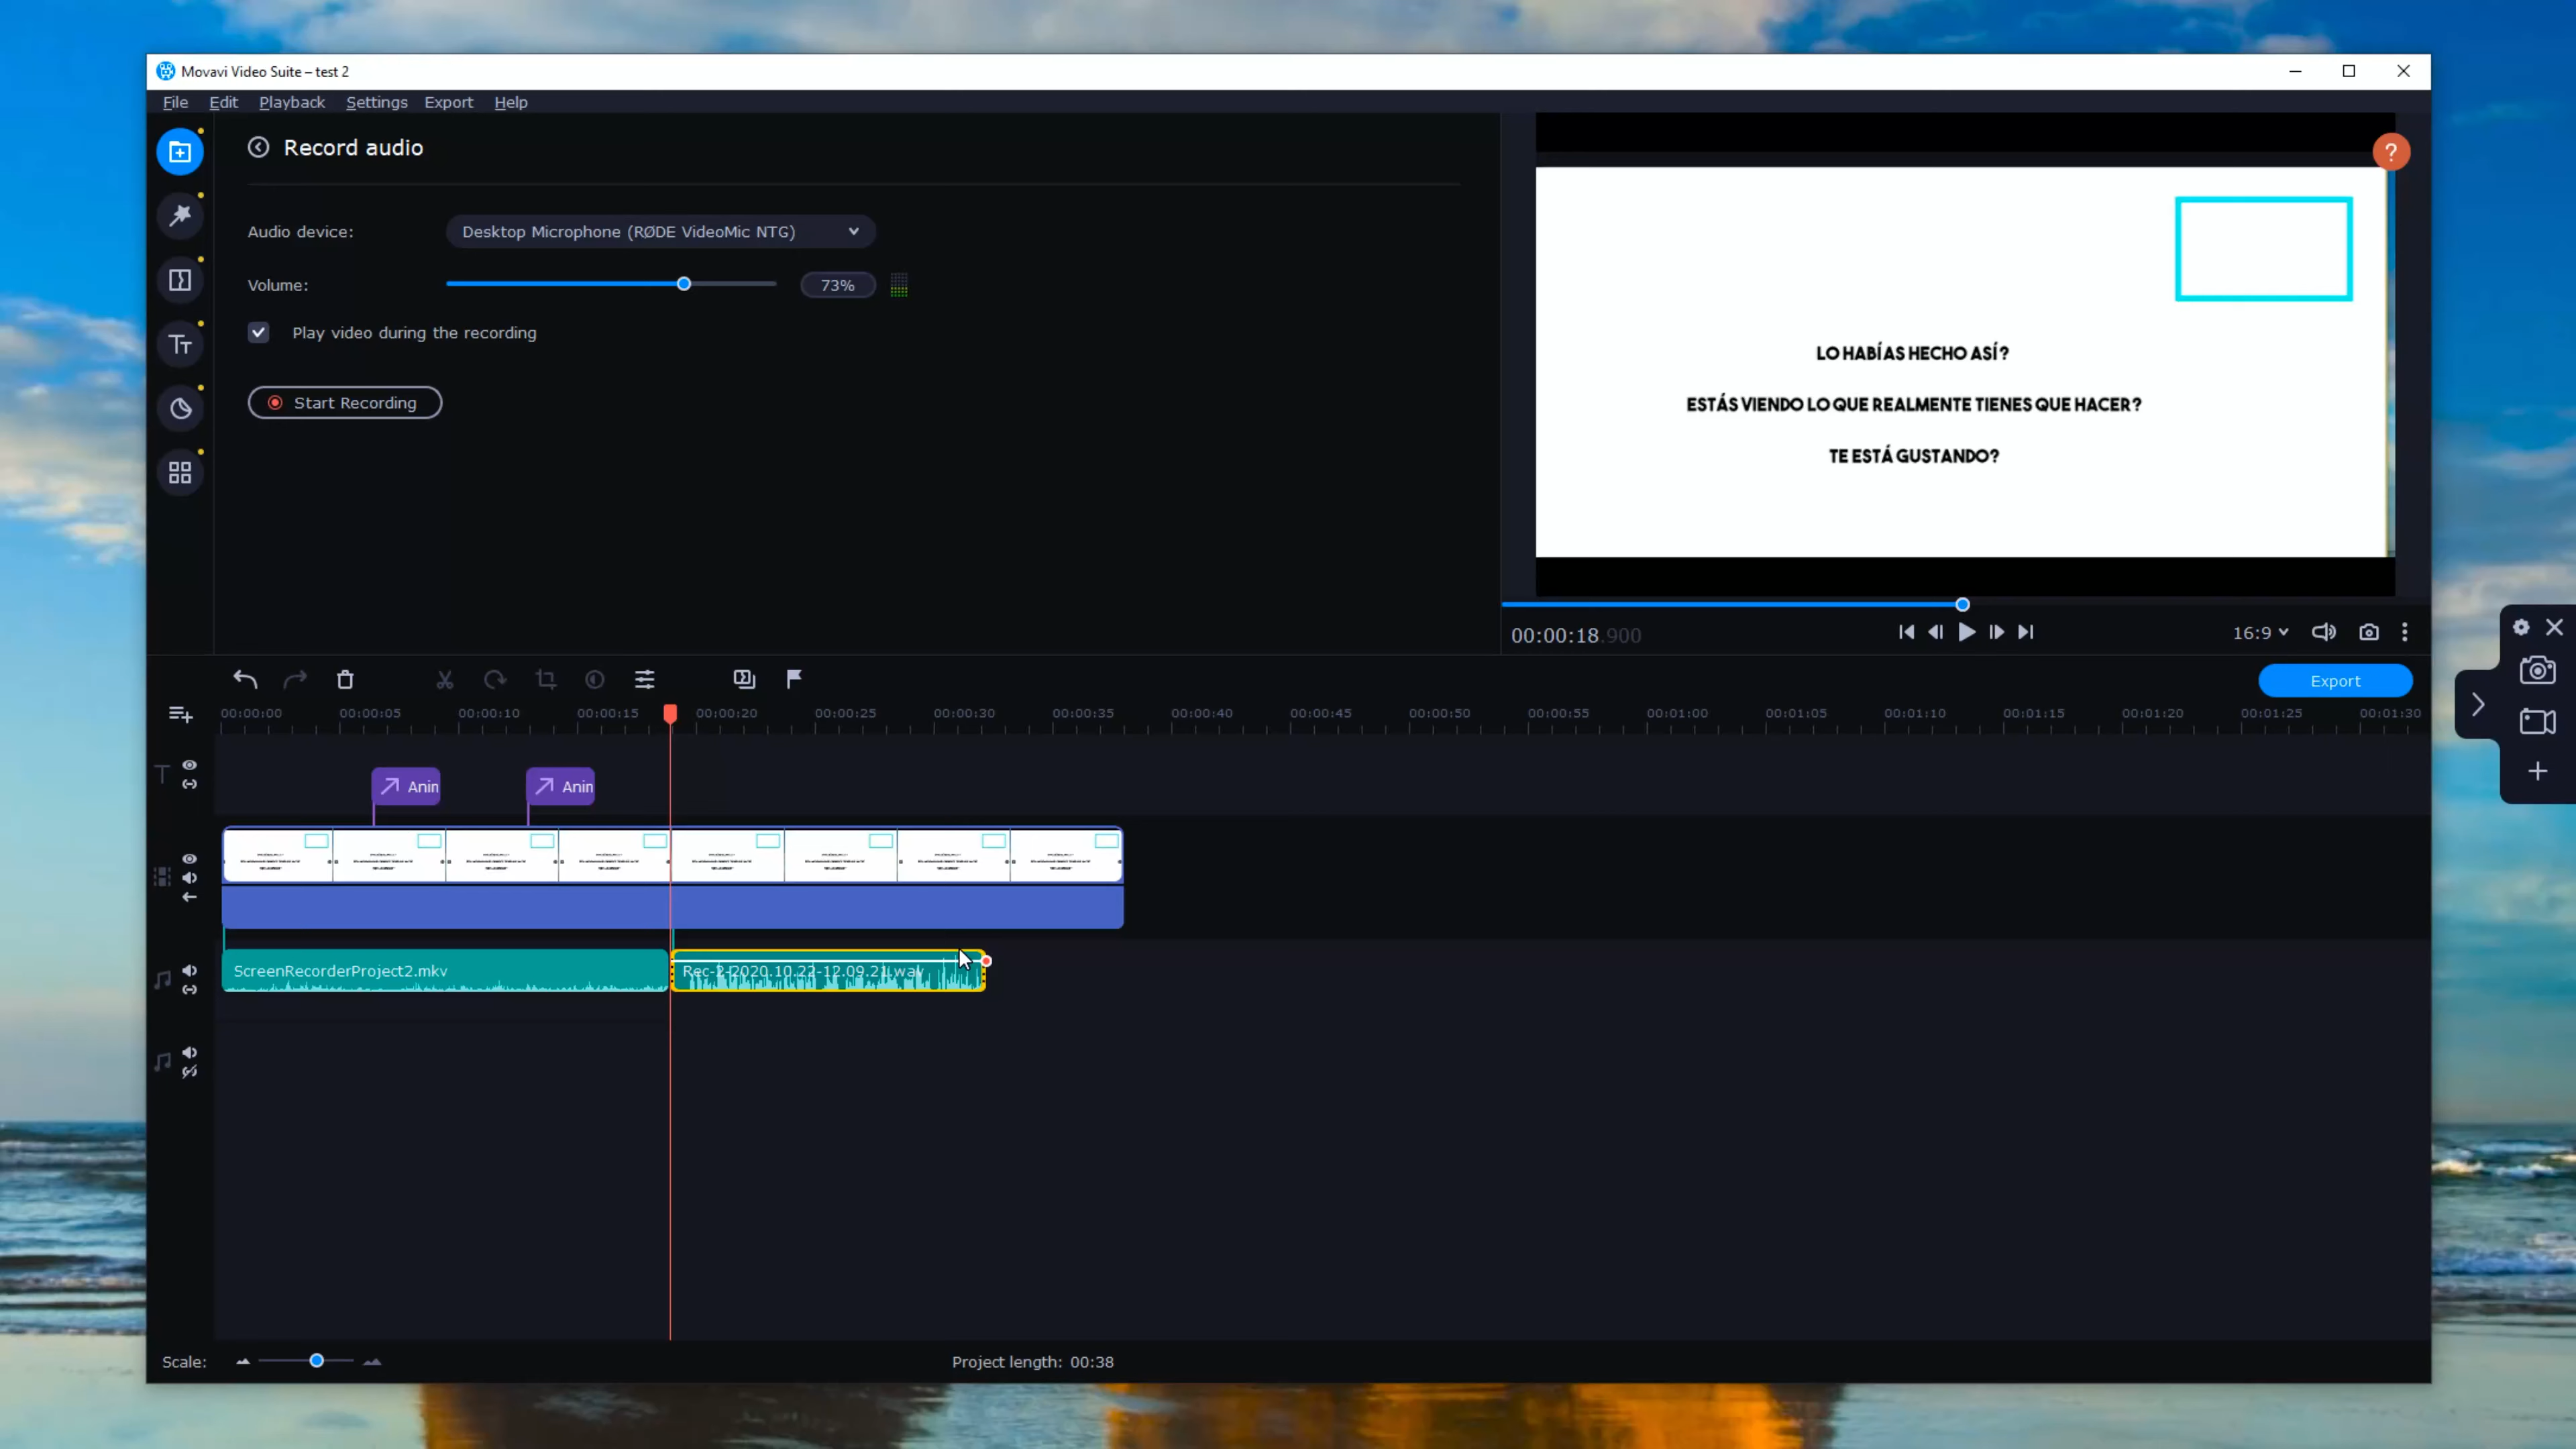 Movavi Video Suite – test 2
File Edit Playback Settings Export Help
Record audio
Audio device: Desktop Microphone (RØDE VideoMic NTG)
Volume: 73%
Play video during the recording
Start Recording
?
LO HABÍAS HECHO ASÍ?
ESTÁS VIENDO LO QUE REALMENTE TIENES QUE HACER?
TE ESTÁ GUSTANDO?
00:00:18.900
16:9
Export
00:00:00 00:00:05 00:00:10 00:00:15 00:00:20 00:00:25 00:00:30 00:00:35 00:00:40 00:00:45 00:00:50 00:00:55 00:01:00 00:01:05 00:01:10 00:01:15 00:01:20 00:01:25 00:01:30
Anin Anin
ScreenRecorderProject2.mkv
Rec-2-2020.10.22-12.09.21.wav
Scale:
Project length: 00:38